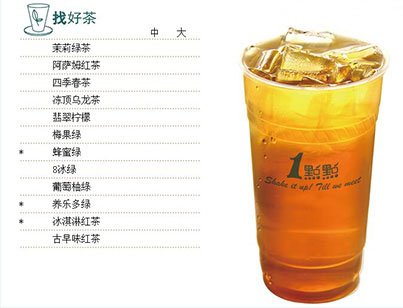 找好茶
中 大
茉莉绿茶
阿萨姆红茶
四季春茶
冻顶乌龙茶
翡翠柠檬
梅果绿
* 蜂蜜绿
8冰绿
葡萄柚绿
* 养乐多绿
* 冰淇淋红茶
古早味红茶
1點點
Shake it up! Till we meet